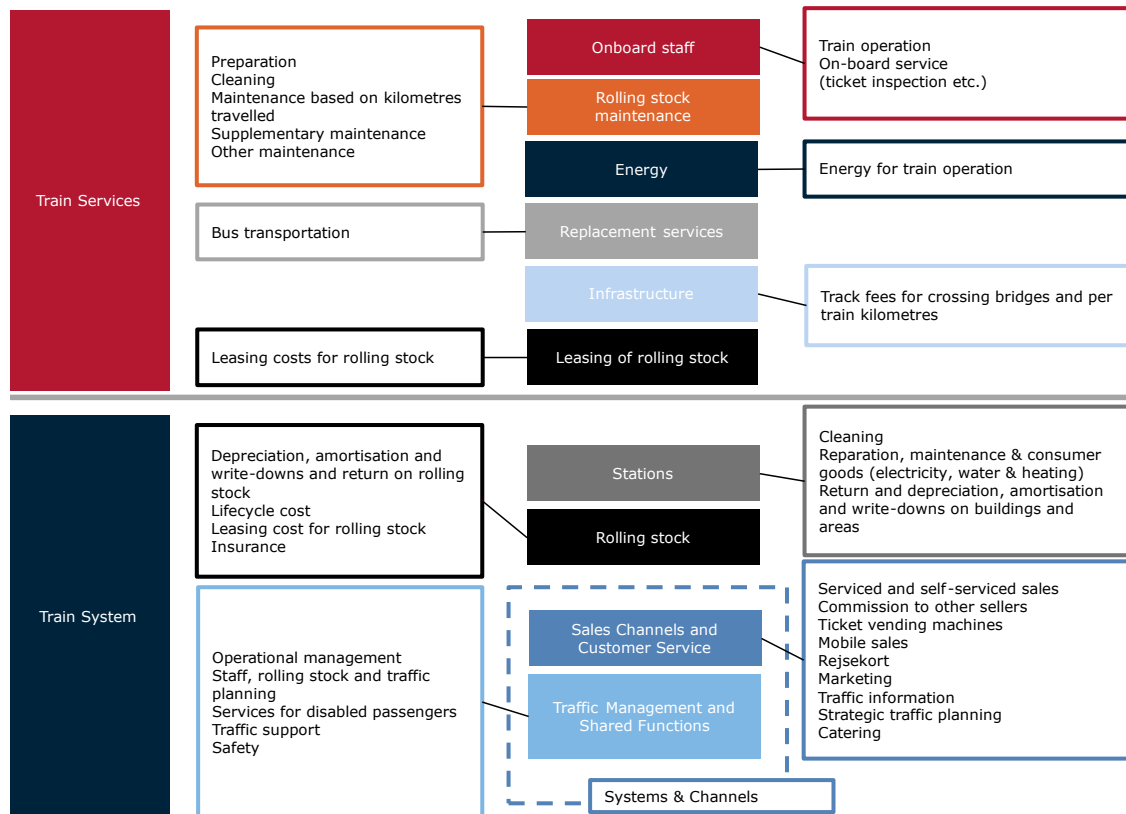 Train Services
Preparation
Cleaning
Maintenance based on kilometres
travelled
Supplementary maintenance
Other maintenance
Onboard staff
Train operation
On-board service
(ticket inspection etc.)
Rolling stock
maintenance
Energy
Energy for train operation
Bus transportation
Replacement services
Infrastructure
Track fees for crossing bridges and per
train kilometres
Leasing costs for rolling stock
Leasing of rolling stock
Train System
Depreciation, amortisation and
write-downs and return on rolling
stock
Lifecycle cost
Leasing cost for rolling stock
Insurance
Stations
Cleaning
Reparation, maintenance & consumer
goods (electricity, water & heating)
Return and depreciation, amortisation
and write-downs on buildings and
areas
Rolling stock
Operational management
Staff, rolling stock and traffic
planning
Services for disabled passengers
Traffic support
Safety
Sales Channels and
Customer Service
Serviced and self-serviced sales
Commission to other sellers
Ticket vending machines
Mobile sales
Rejsekort
Marketing
Traffic information
Strategic traffic planning
Catering
Traffic Management and
Shared Functions
Systems & Channels